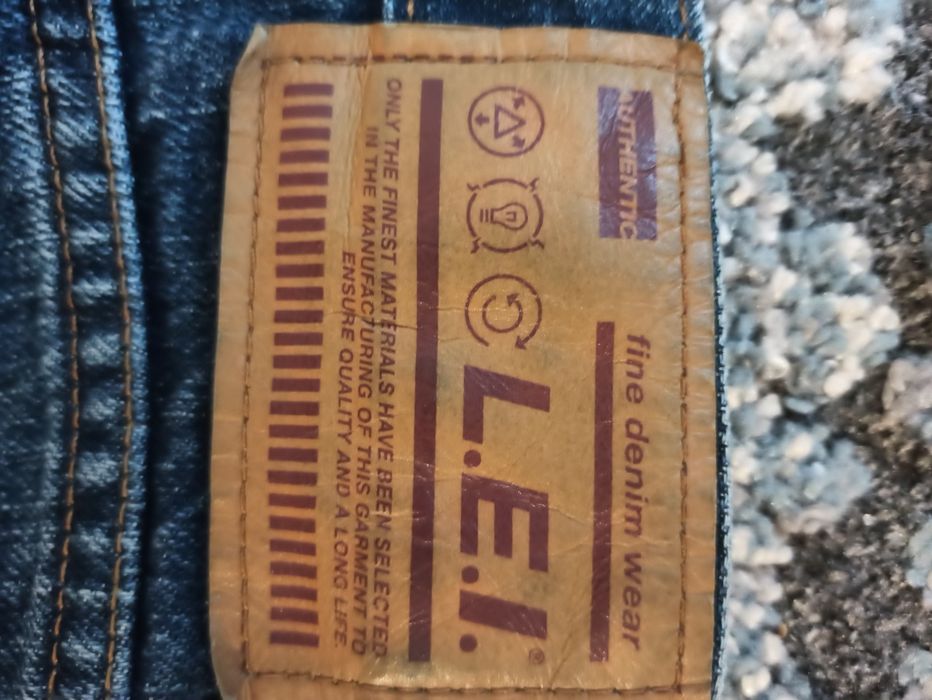 AUTHENTIC
fine denim wear
L.E.I.®
ONLY THE FINEST MATERIALS HAVE BEEN SELECTED
IN THE MANUFACTURING OF THIS GARMENT TO
ENSURE QUALITY AND A LONG LIFE.